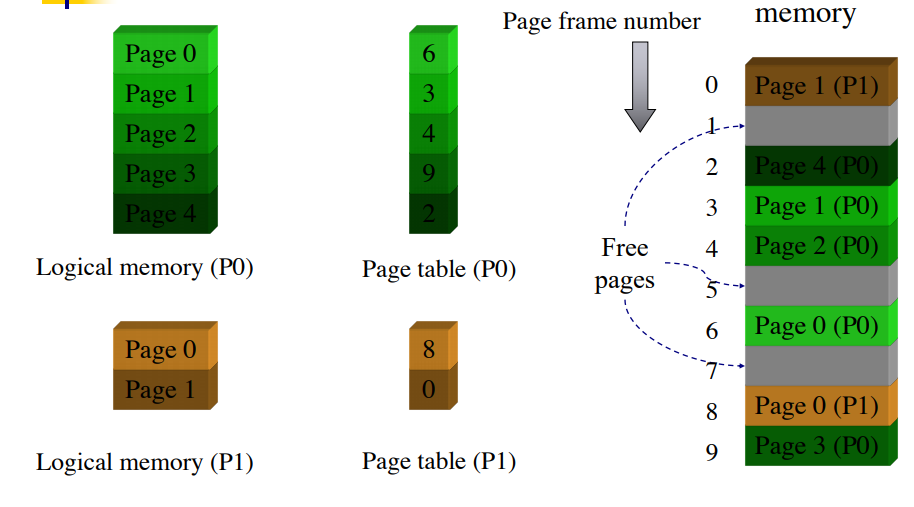 Page frame number
memory
Page 0
Page 1
Page 2
Page 3
Page 4
Logical memory (P0)
6
3
4
9
2
Page table (P0)
Page 0
Page 1
Logical memory (P1)
8
0
Page table (P1)
Free
pages
0 Page 1 (P1)
1
2 Page 4 (P0)
3 Page 1 (P0)
4 Page 2 (P0)
5
6 Page 0 (P0)
7
8 Page 0 (P1)
9 Page 3 (P0)